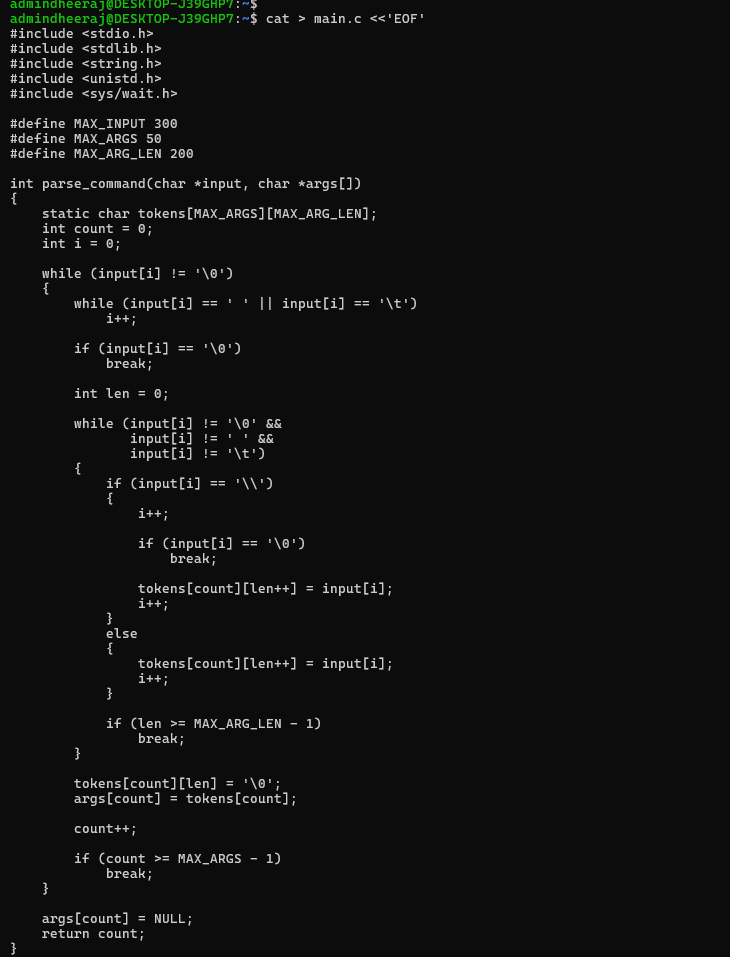 admindheeraj@DESKTOP-J39GHP7:~$
admindheeraj@DESKTOP-J39GHP7:~$ cat > main.c <<'EOF'
#include <stdio.h>
#include <stdlib.h>
#include <string.h>
#include <unistd.h>
#include <sys/wait.h>

#define MAX_INPUT 300
#define MAX_ARGS 50
#define MAX_ARG_LEN 200

int parse_command(char *input, char *args[])
{
    static char tokens[MAX_ARGS][MAX_ARG_LEN];
    int count = 0;
    int i = 0;

    while (input[i] != '\0')
    {
        while (input[i] == ' ' || input[i] == '\t')
            i++;

        if (input[i] == '\0')
            break;

        int len = 0;

        while (input[i] != '\0' &&
               input[i] != ' ' &&
               input[i] != '\t')
        {
            if (input[i] == '\\')
            {
                i++;

                if (input[i] == '\0')
                    break;

                tokens[count][len++] = input[i];
                i++;
            }
            else
            {
                tokens[count][len++] = input[i];
                i++;
            }

            if (len >= MAX_ARG_LEN - 1)
                break;
        }

        tokens[count][len] = '\0';
        args[count] = tokens[count];

        count++;

        if (count >= MAX_ARGS - 1)
            break;
    }

    args[count] = NULL;
    return count;
}